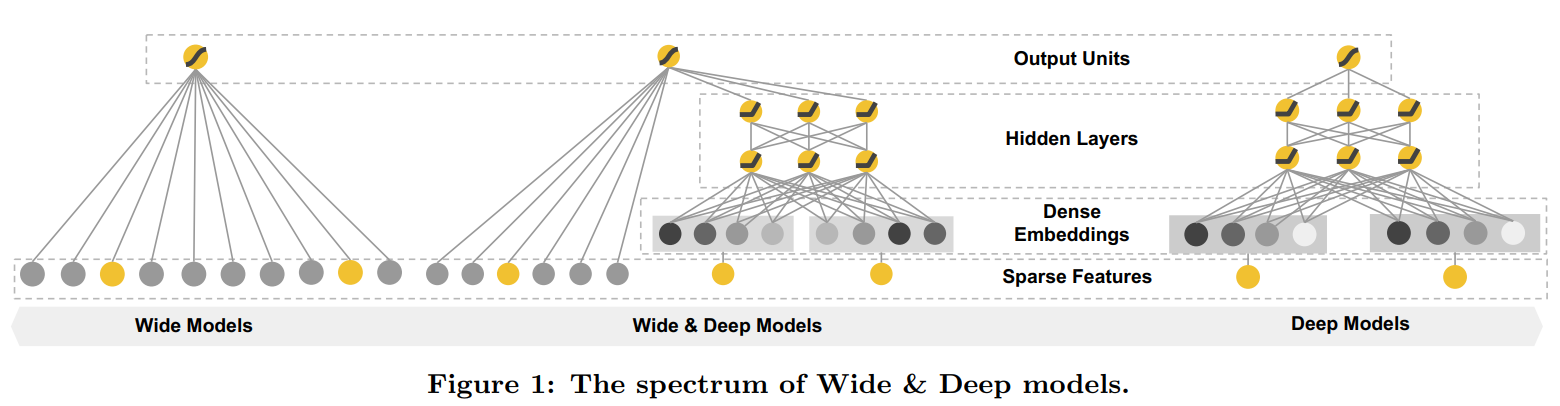 Output Units
Hidden Layers
Dense
Embeddings
Sparse Features
Wide Models
Wide & Deep Models
Deep Models
Figure 1: The spectrum of Wide & Deep models.